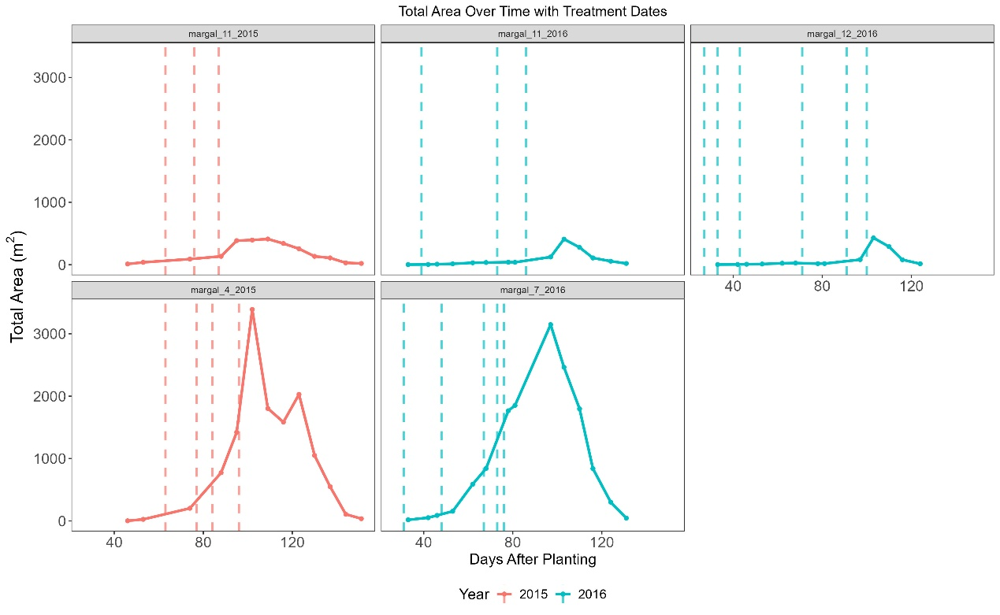 Total Area Over Time with Treatment Dates
margal_11_2015
margal_11_2016
margal_12_2016
3000
2000
1000
0
40 80 120
margal_4_2015
margal_7_2016
3000
2000
1000
0
40 80 120
40 80 120
Total Area (m²)
Days After Planting
Year 2015 2016